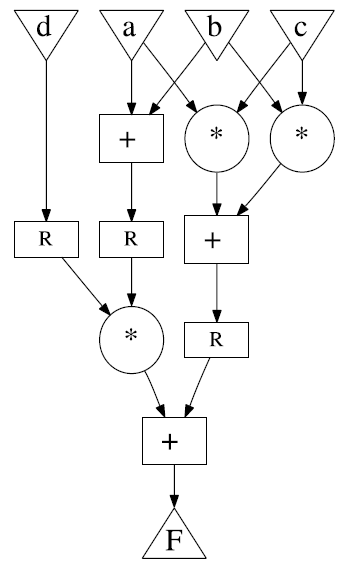 d a b c
+ * *
R R +
* R
+
F